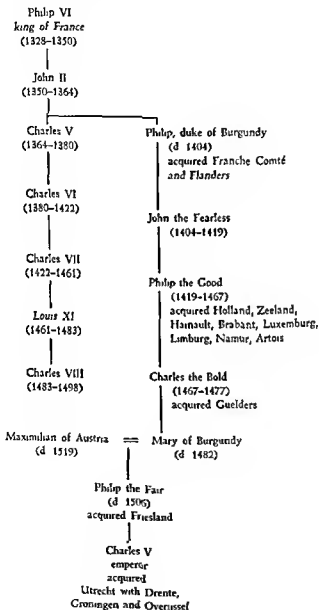 Philip VI
king of France
(1328–1350)
John II
(1350–1364)
Charles V
(1364–1380)
Philip, duke of Burgundy
(d 1404)
acquired Franche Comté
and Flanders
Charles VI
(1380–1422)
John the Fearless
(1404–1419)
Charles VII
(1422–1461)
Philip the Good
(1419–1467)
acquired Holland, Zeeland,
Hainault, Brabant, Luxemburg,
Limburg, Namur, Artois
Louis XI
(1461–1483)
Charles VIII
(1483–1498)
Charles the Bold
(1467–1477)
acquired Guelders
Maximilian of Austria == Mary of Burgundy
(d 1519) (d 1482)
Philip the Fair
(d 1506)
acquired Friesland
Charles V
emperor
acquired
Utrecht with Drente,
Groningen and Overussel